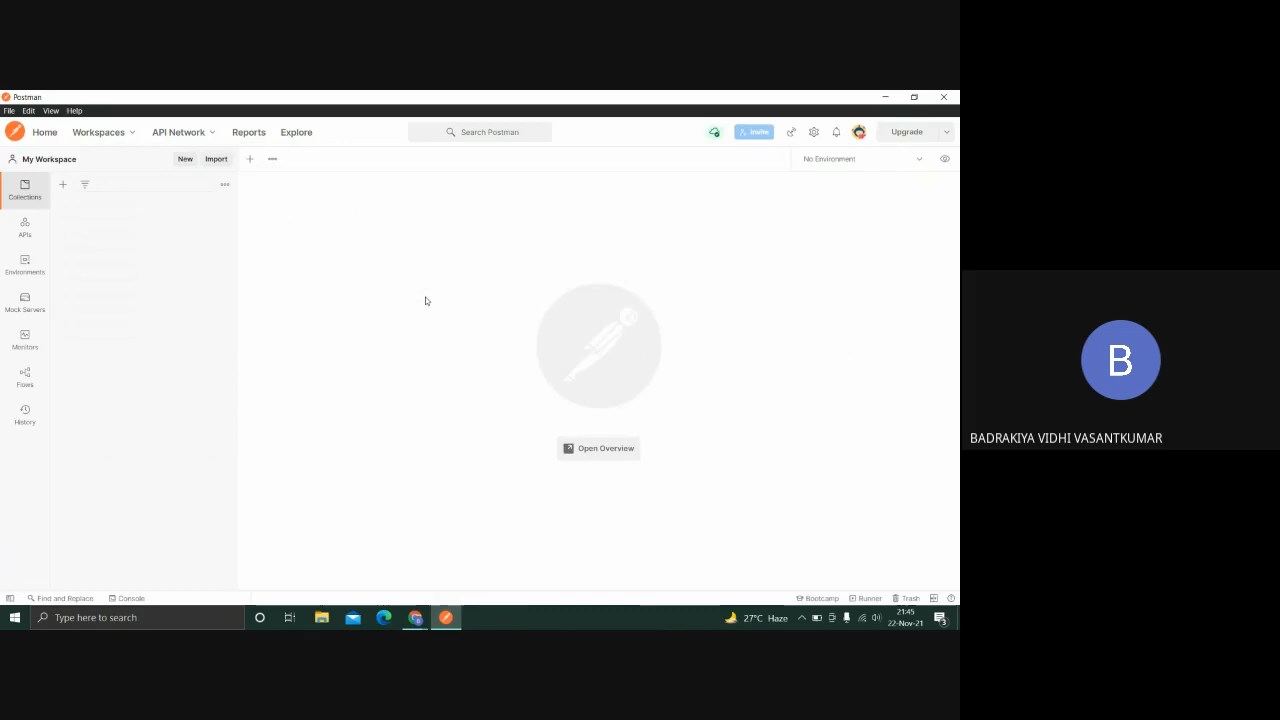 Postman
File Edit View Help
Home Workspaces API Network Reports Explore Search Postman Invite Upgrade
My Workspace New Import No Environment
Collections
APIs
Environments
Mock Servers
Monitors
Flows
History
Open Overview
B
BADRAKIYA VIDHI VASANTKUMAR
Find and Replace Console Bootcamp Runner Trash
Type here to search 27°C Haze 21:45
22-Nov-21 3